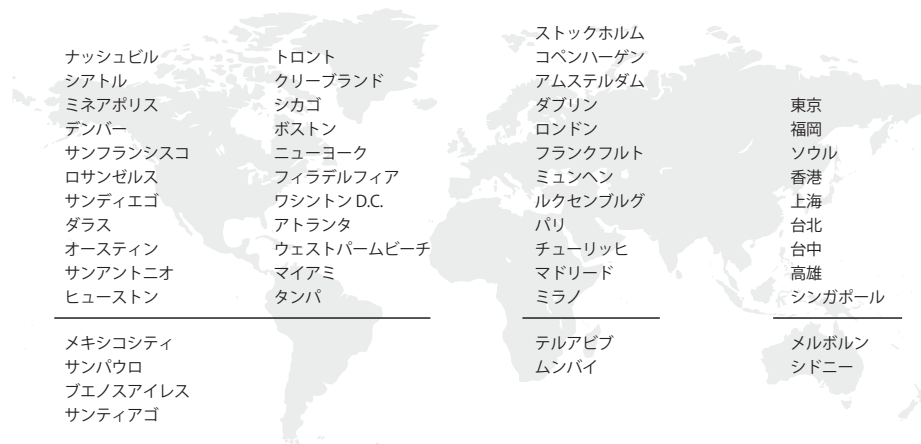 ナッシュビル
シアトル
ミネアポリス
デンバー
サンフランシスコ
ロサンゼルス
サンディエゴ
ダラス
オースティン
サンアントニオ
ヒューストン
トロント
クリーブランド
シカゴ
ボストン
ニューヨーク
フィラデルフィア
ワシントン D.C.
アトランタ
ウェストパームビーチ
マイアミ
タンパ
メキシコシティ
サンパウロ
ブエノスアイレス
サンティアゴ
ストックホルム
コペンハーゲン
アムステルダム
ダブリン
ロンドン
フランクフルト
ミュンヘン
ルクセンブルグ
パリ
チューリッヒ
マドリード
ミラノ
テルアビブ
ムンバイ
東京
福岡
ソウル
香港
上海
台北
台中
高雄
シンガポール
メルボルン
シドニー